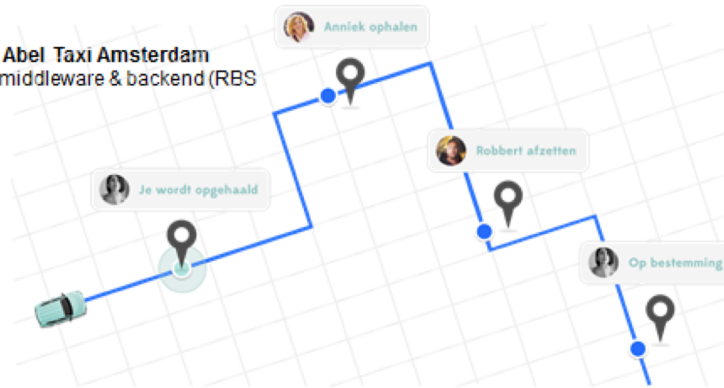 Abel Taxi Amsterdam
middleware & backend (RBS
Anniek ophalen
Robbert afzetten
Je wordt opgehaald
Op bestemming